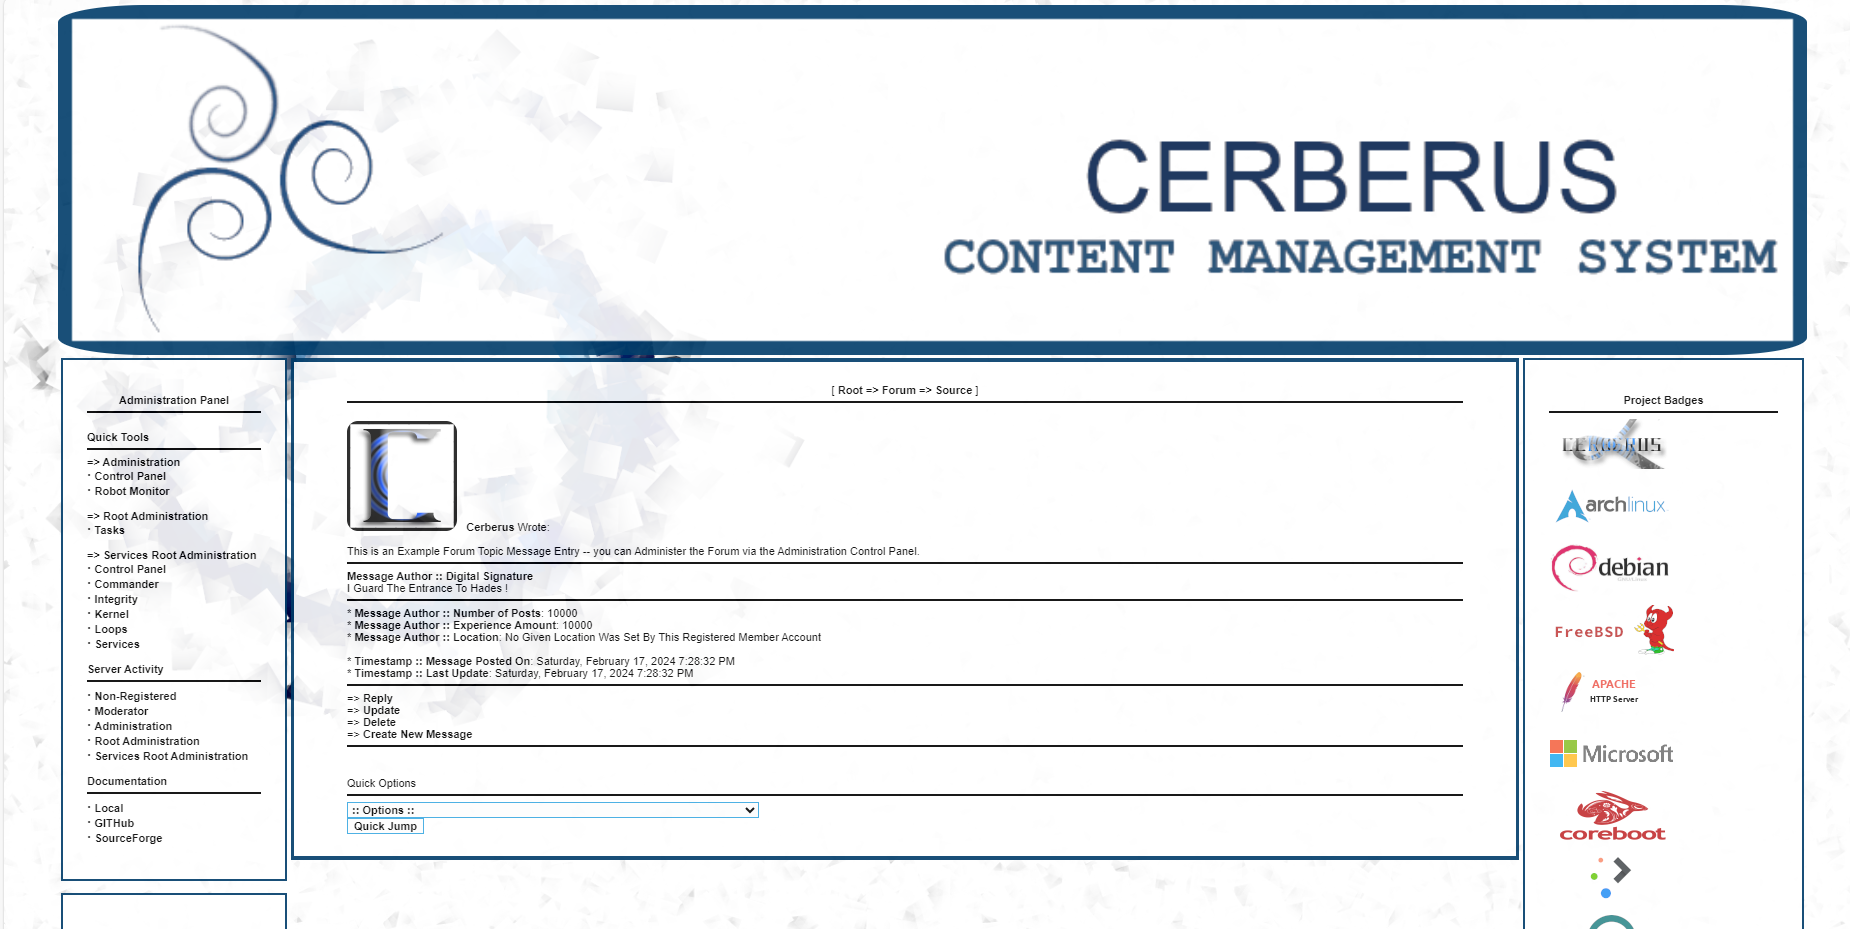 CERBERUS
CONTENT MANAGEMENT SYSTEM
Administration Panel
Quick Tools
=> Administration
· Control Panel
· Robot Monitor
=> Root Administration
· Tasks
=> Services Root Administration
· Control Panel
· Commander
· Integrity
· Kernel
· Loops
· Services
Server Activity
· Non-Registered
· Moderator
· Administration
· Root Administration
· Services Root Administration
Documentation
· Local
· GITHub
· SourceForge
[ Root => Forum => Source ]
Cerberus Wrote:
This is an Example Forum Topic Message Entry -- you can Administer the Forum via the Administration Control Panel.
Message Author :: Digital Signature
I Guard The Entrance To Hades !
* Message Author :: Number of Posts: 10000
* Message Author :: Experience Amount: 10000
* Message Author :: Location: No Given Location Was Set By This Registered Member Account
* Timestamp :: Message Posted On: Saturday, February 17, 2024 7:28:32 PM
* Timestamp :: Last Update: Saturday, February 17, 2024 7:28:32 PM
=> Reply
=> Update
=> Delete
=> Create New Message
Quick Options
:: Options ::
Quick Jump
Project Badges
CERBERUS
archlinux
debian
FreeBSD
APACHE
HTTP Server
Microsoft
coreboot